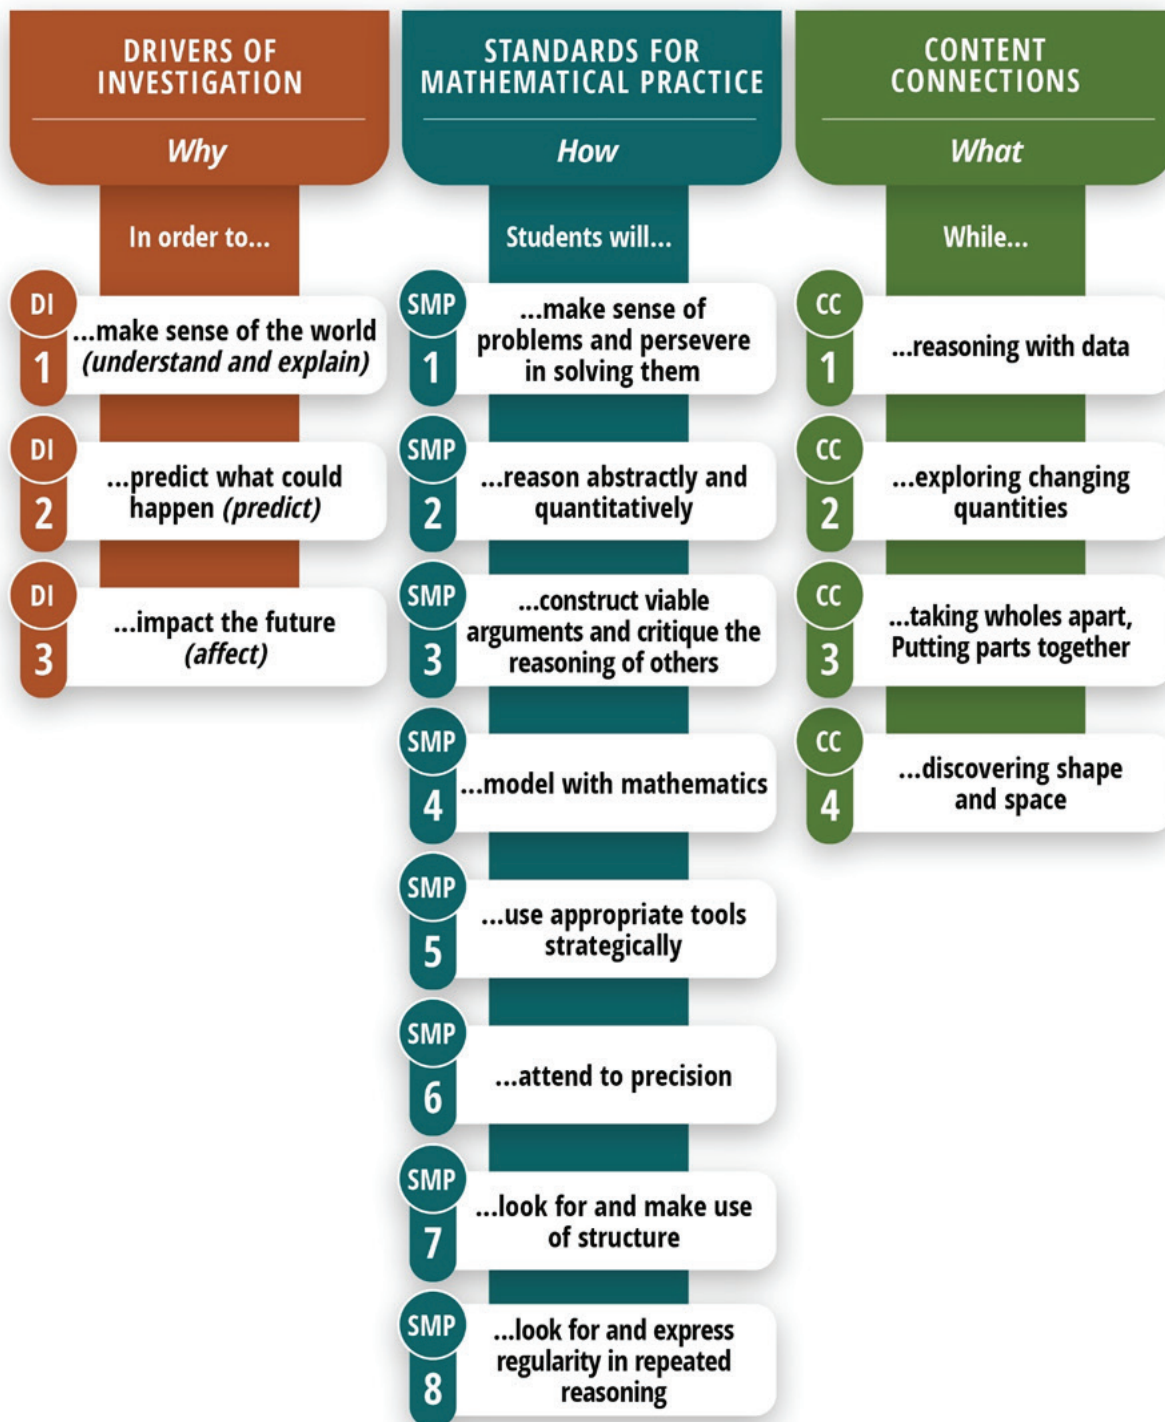 DRIVERS OF
INVESTIGATION
Why
In order to...
DI
1
...make sense of the world
(understand and explain)
DI
2
...predict what could
happen (predict)
DI
3
...impact the future
(affect)
STANDARDS FOR
MATHEMATICAL PRACTICE
How
Students will...
SMP
1
...make sense of
problems and persevere
in solving them
SMP
2
...reason abstractly and
quantitatively
SMP
3
...construct viable
arguments and critique the
reasoning of others
SMP
4
...model with mathematics
SMP
5
...use appropriate tools
strategically
SMP
6
...attend to precision
SMP
7
...look for and make use
of structure
SMP
8
...look for and express
regularity in repeated
reasoning
CONTENT
CONNECTIONS
What
While...
CC
1
...reasoning with data
CC
2
...exploring changing
quantities
CC
3
...taking wholes apart,
Putting parts together
CC
4
...discovering shape
and space